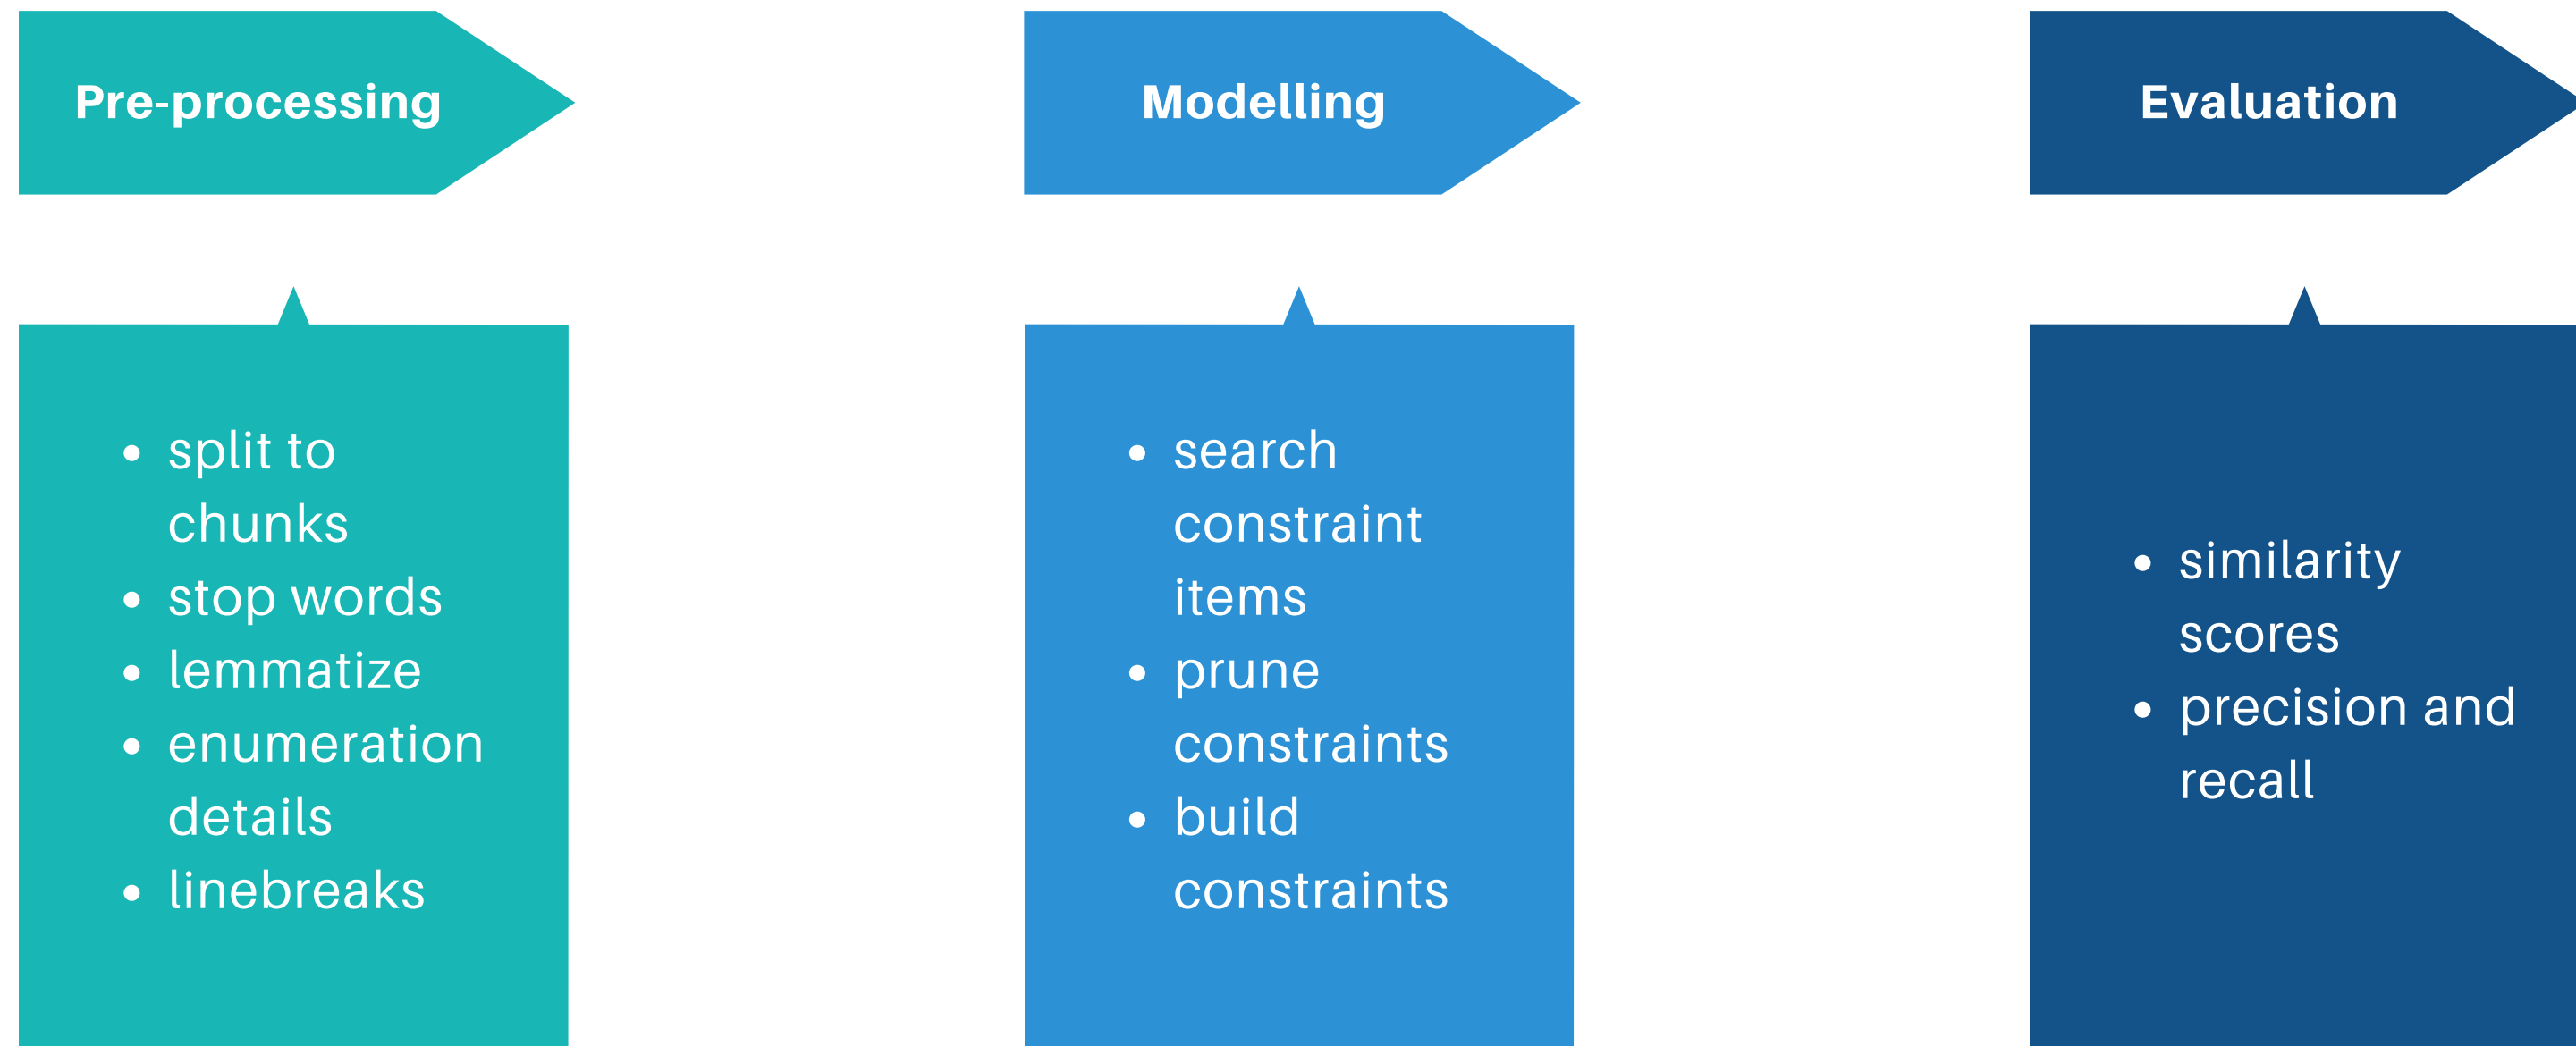 Pre-processing
split to
chunks
stop words
lemmatize
enumeration
details
linebreaks
Modelling
search
constraint
items
prune
constraints
build
constraints
Evaluation
similarity
scores
precision and
recall